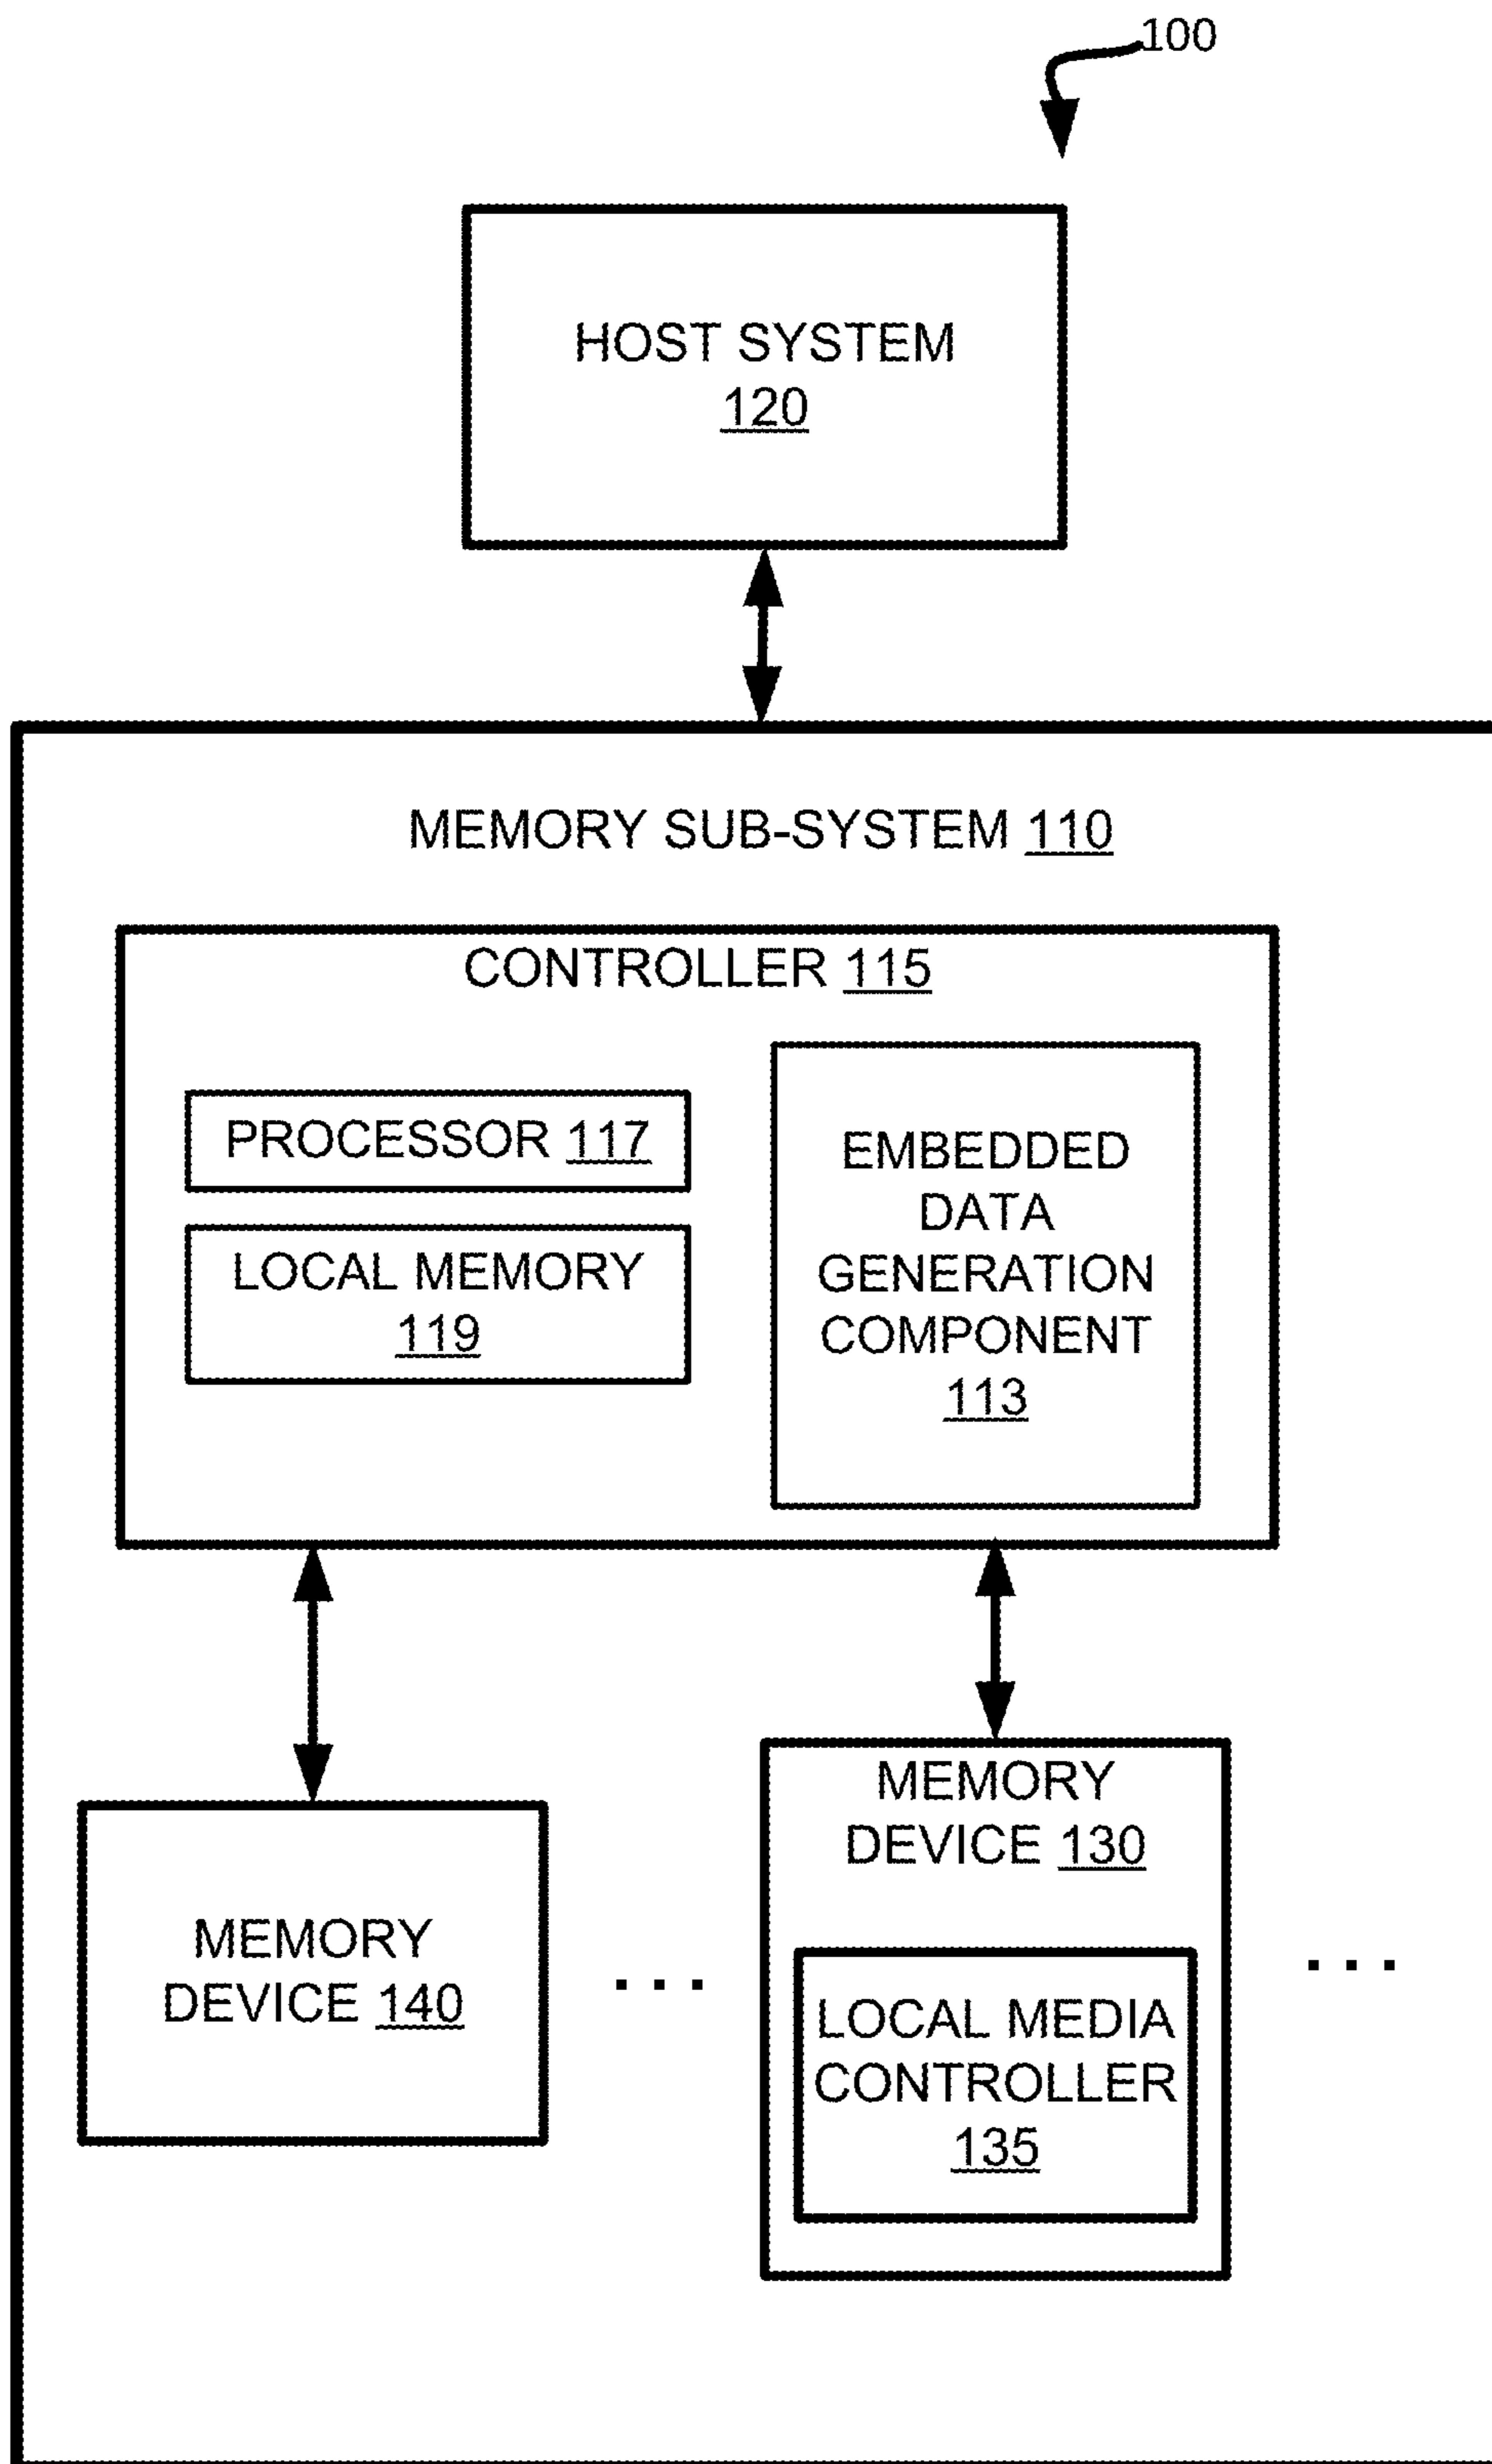 100
HOST SYSTEM
120
MEMORY SUB-SYSTEM 110
CONTROLLER 115
PROCESSOR 117
LOCAL MEMORY
119
EMBEDDED
DATA
GENERATION
COMPONENT
113
MEMORY
DEVICE 140
. . .
MEMORY
DEVICE 130
LOCAL MEDIA
CONTROLLER
135
. . .